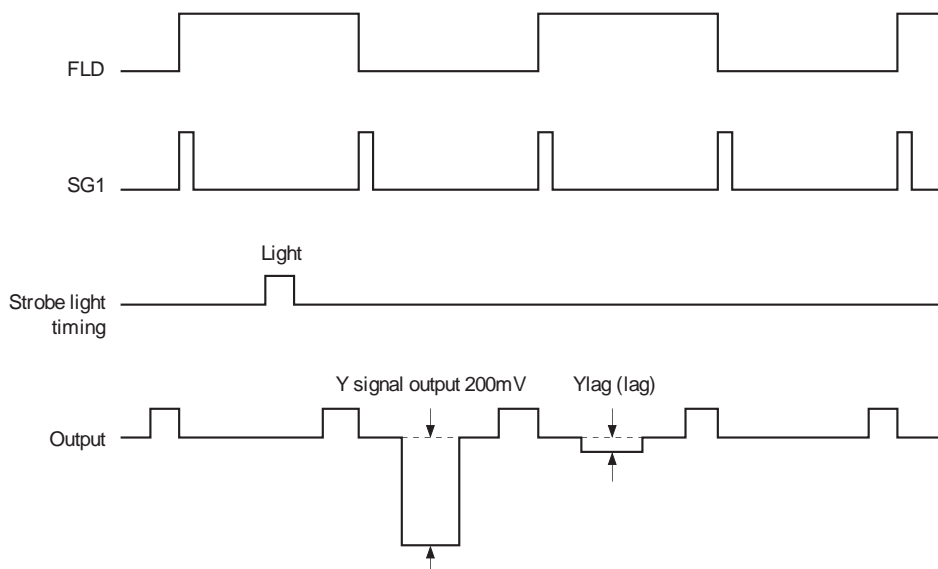 FLD
SG1
Light
Strobe light
timing
Y signal output 200mV
Ylag (lag)
Output